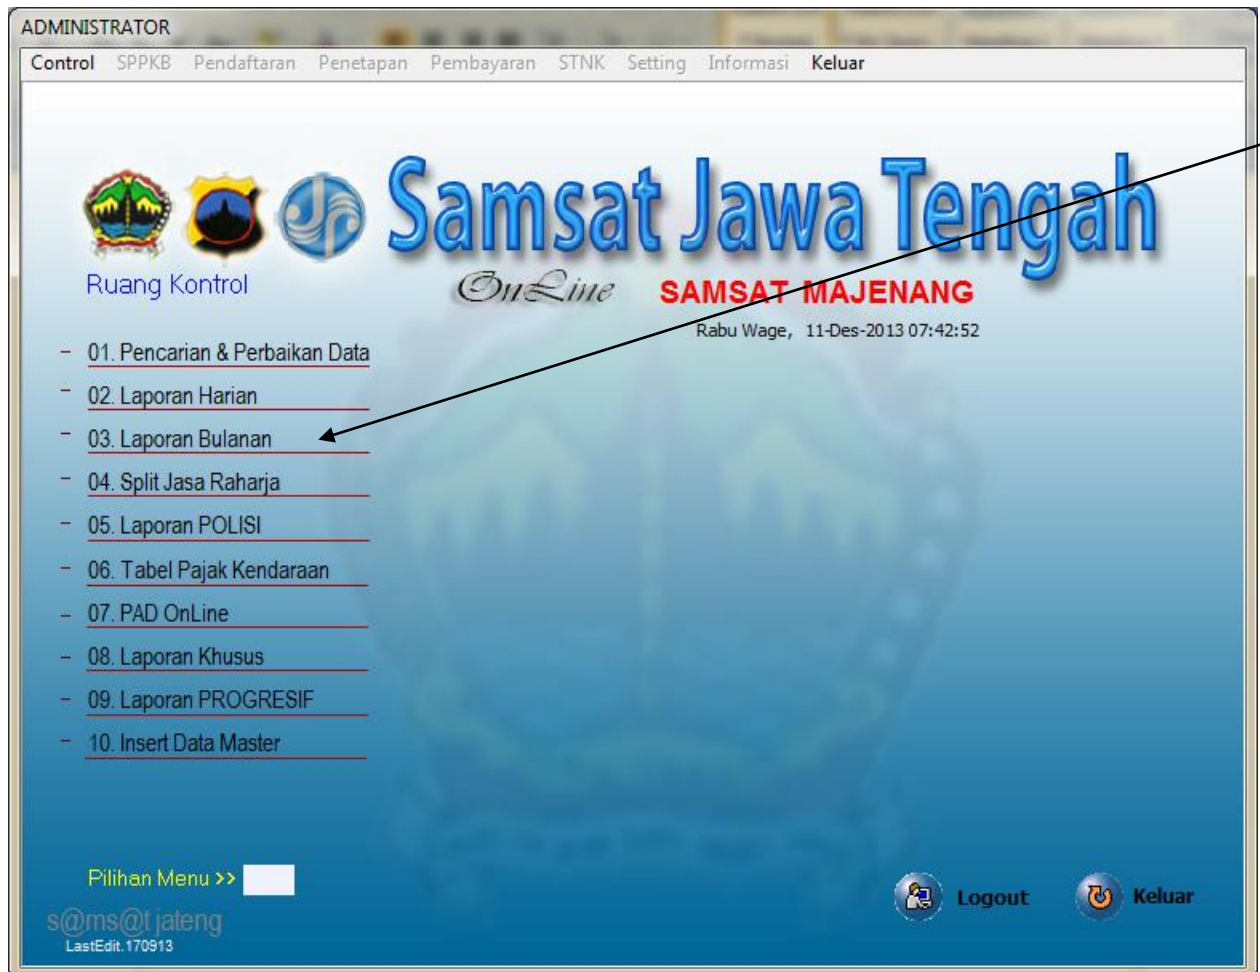 ADMINISTRATOR
Control SPPKB Pendaftaran Penetapan Pembayaran STNK Setting Informasi Keluar
Samsat Jawa Tengah
Ruang Kontrol
OnLine SAMSAT MAJENANG
Rabu Wage, 11-Des-2013 07:42:52
– 01. Pencarian & Perbaikan Data
– 02. Laporan Harian
– 03. Laporan Bulanan
– 04. Split Jasa Raharja
– 05. Laporan POLISI
– 06. Tabel Pajak Kendaraan
– 07. PAD OnLine
– 08. Laporan Khusus
– 09. Laporan PROGRESIF
– 10. Insert Data Master
Pilihan Menu >>
Logout Keluar
s@ms@t jateng
LastEdit.170913